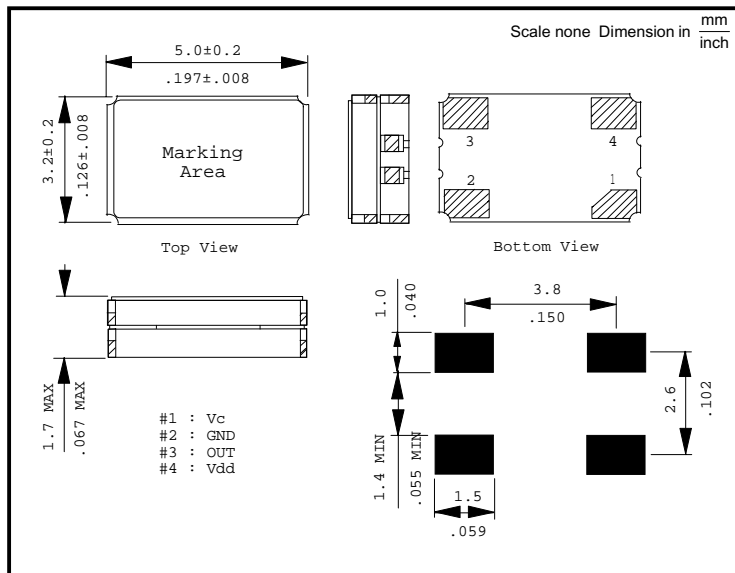 Scale none Dimension in mm
inch
5.0±0.2
.197±.008
3.2±0.2
.126±.008
Marking
Area
Top View
3
4
2
1
Bottom View
1.7 MAX
.067 MAX
#1 : Vc
#2 : GND
#3 : OUT
#4 : Vdd
3.8
.150
1.0
.040
2.6
.102
1.4 MIN
.055 MIN
1.5
.059